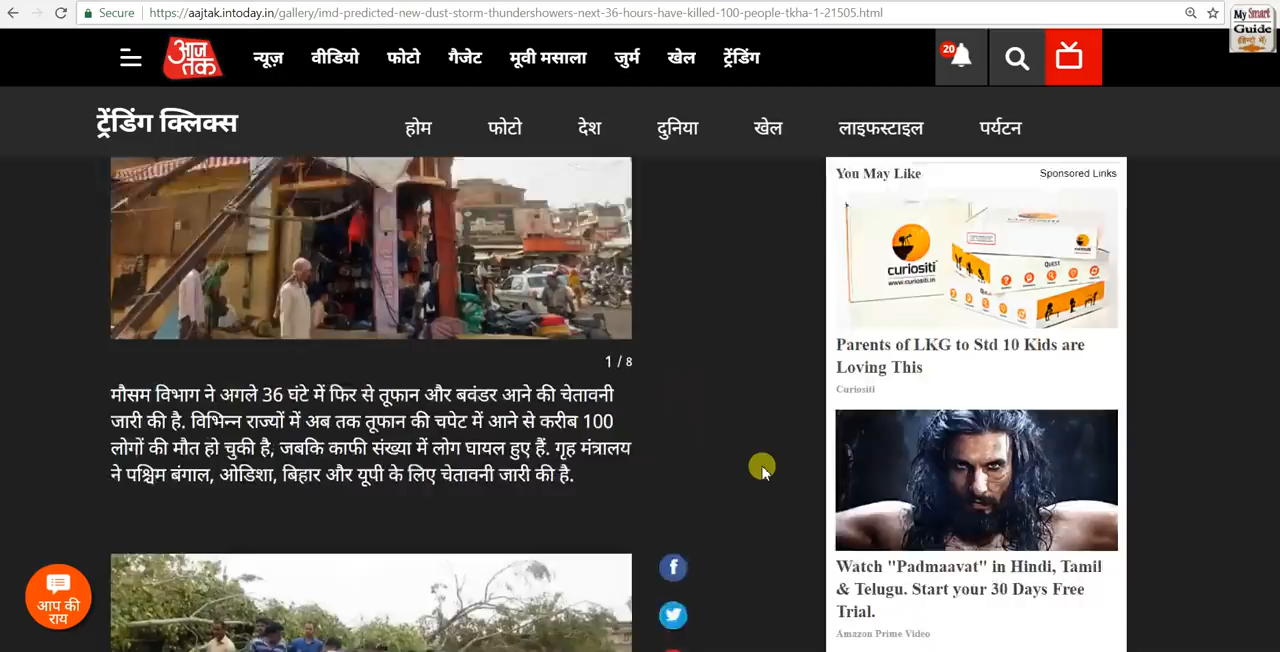 Secure
https://aajtak.intoday.in/gallery/imd-predicted-new-dust-storm-thundershowers-next-36-hours-have-killed-100-people-tkha-1-21505.html
My Smart
Guide
हिन्दी में
आज
तक
न्यूज़ वीडियो फोटो गैजेट मूवी मसाला जुर्म खेल ट्रेंडिंग
20
ट्रेंडिंग क्लिक्स
होम फोटो देश दुनिया खेल लाइफस्टाइल पर्यटन
1 / 8
मौसम विभाग ने अगले 36 घंटे में फिर से तूफान और बवंडर आने की चेतावनी
जारी की है. विभिन्न राज्यों में अब तक तूफान की चपेट में आने से करीब 100
लोगों की मौत हो चुकी है, जबकि काफी संख्या में लोग घायल हुए हैं. गृह मंत्रालय
ने पश्चिम बंगाल, ओडिशा, बिहार और यूपी के लिए चेतावनी जारी की है.
You May Like Sponsored Links
curiositi
www.curiositi.in
Quest
Parents of LKG to Std 10 Kids are
Loving This
Curiositi
Watch "Padmaavat" in Hindi, Tamil
& Telugu. Start your 30 Days Free
Trial.
Amazon Prime Video
आप की
राय